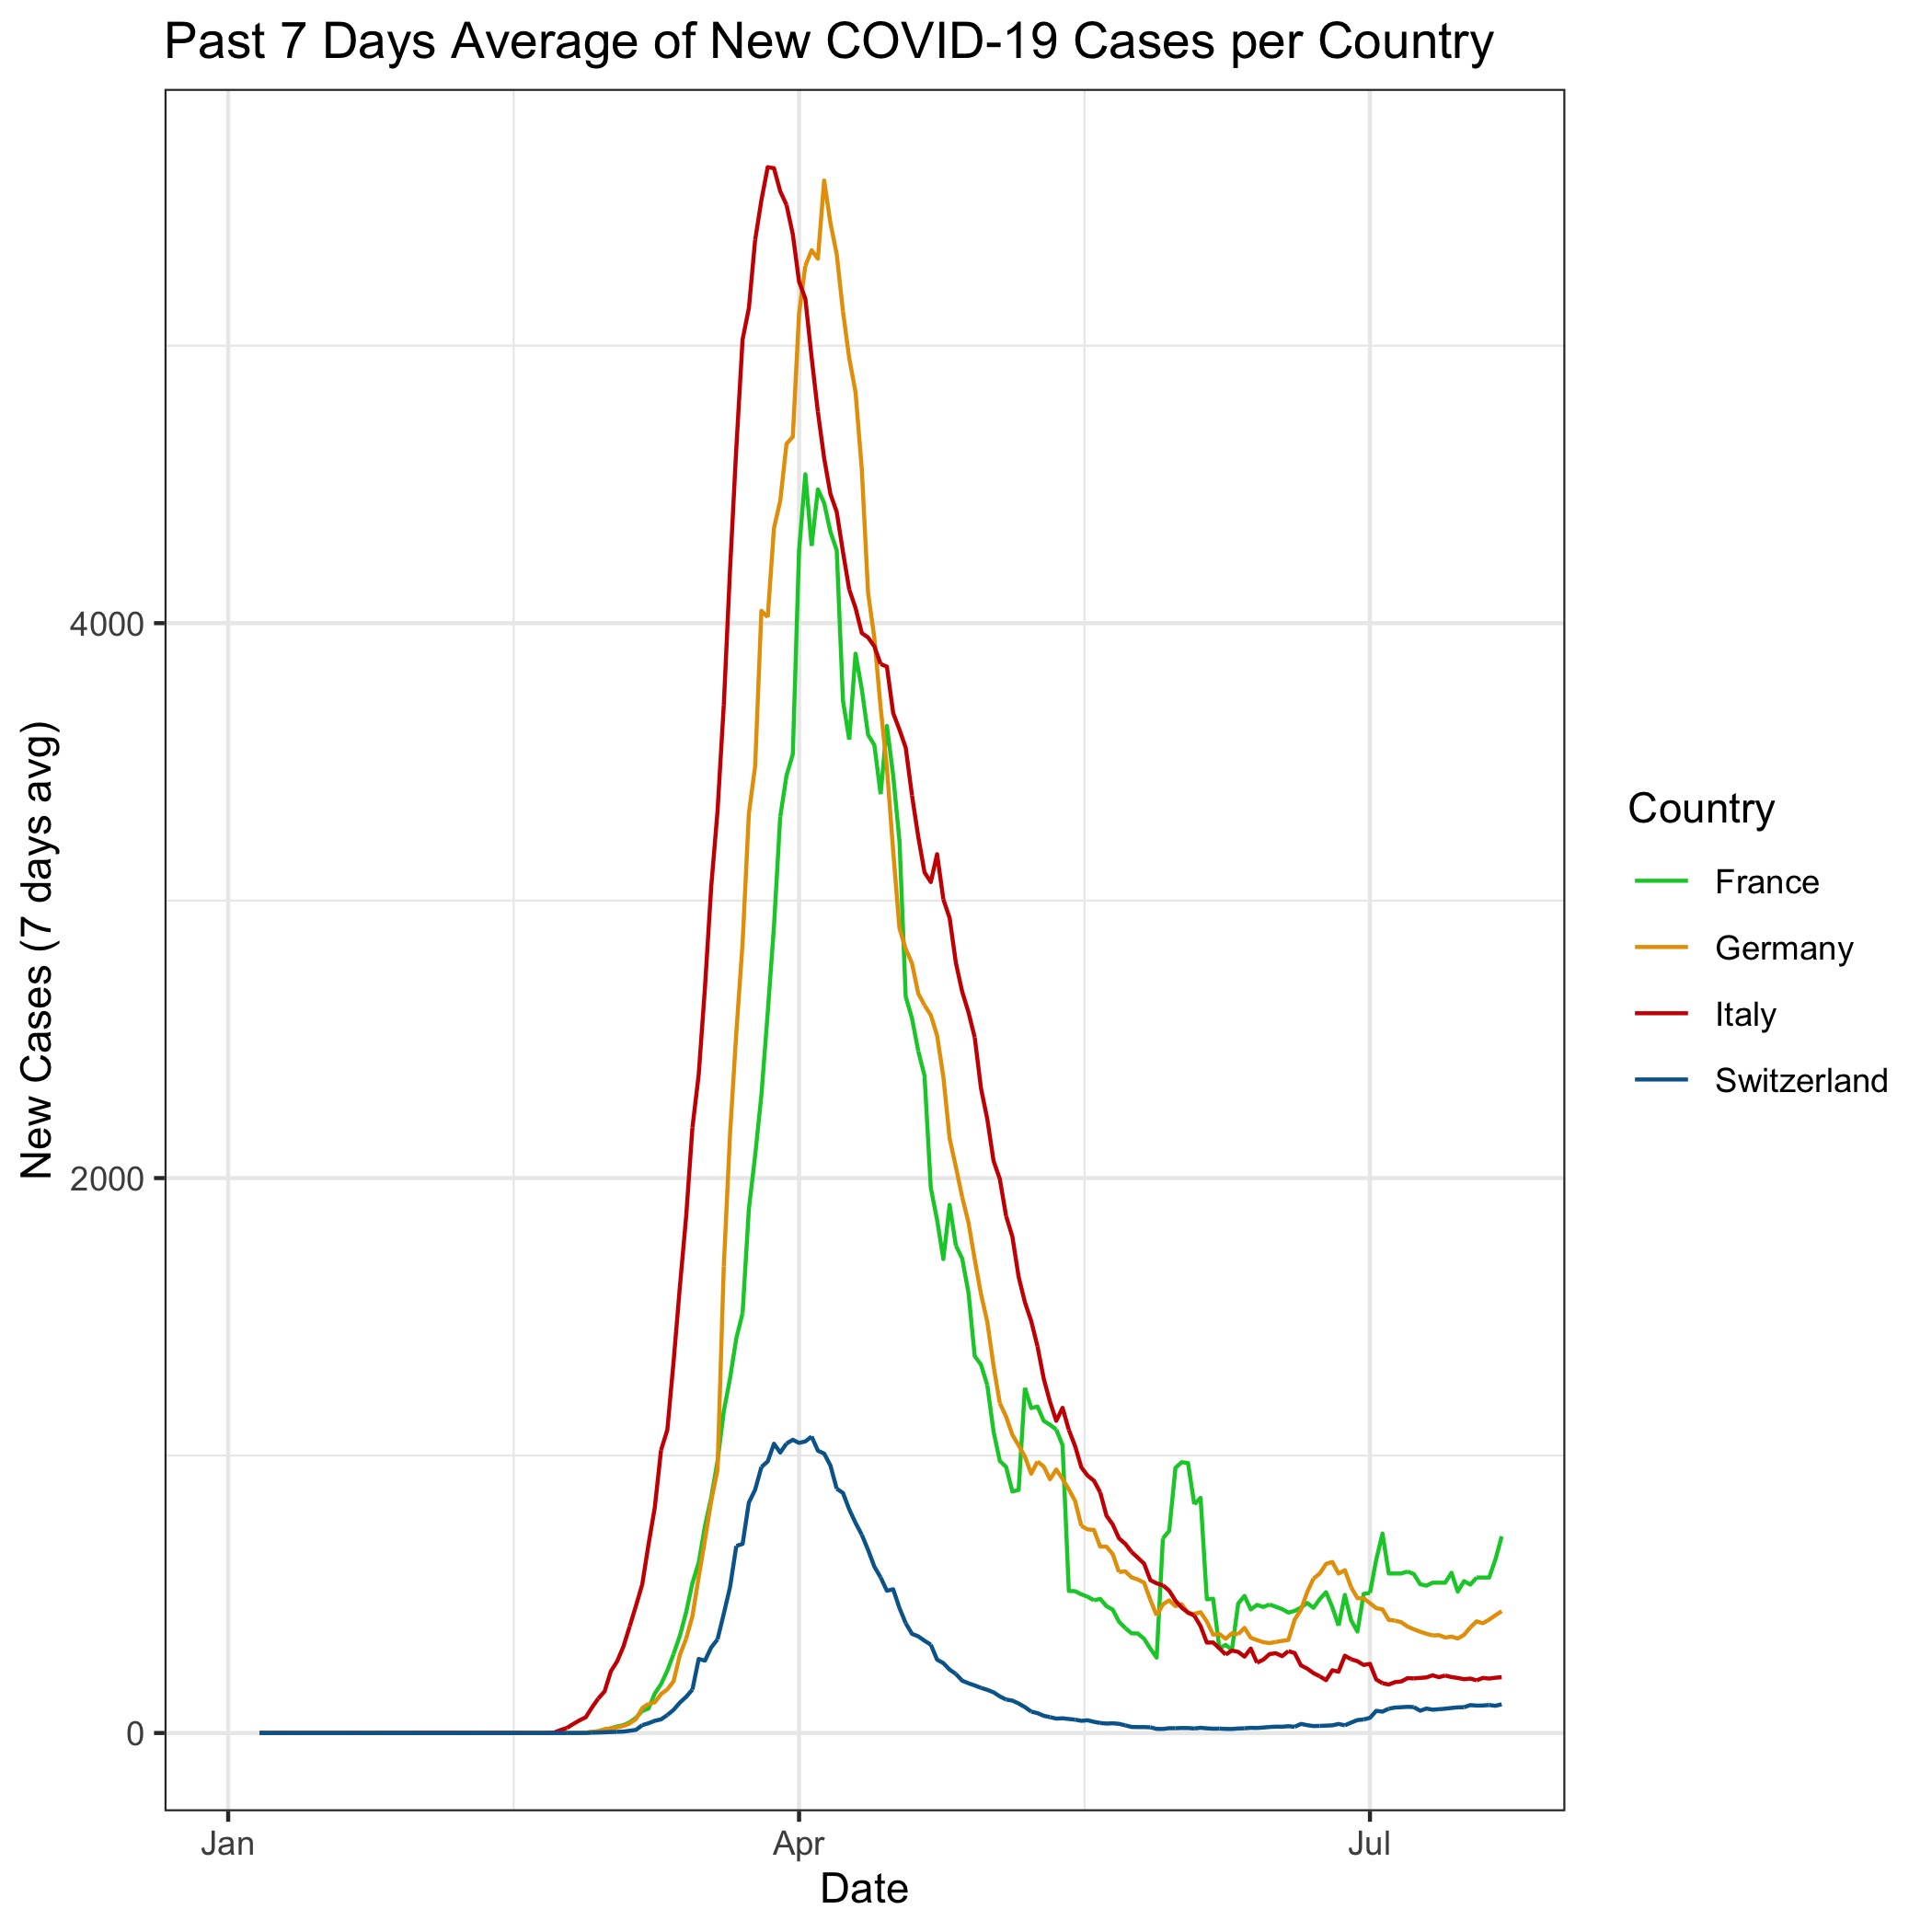 Past 7 Days Average of New COVID-19 Cases per Country
New Cases (7 days avg)
4000
2000
0
Jan
Apr
Jul
Date
Country
France
Germany
Italy
Switzerland